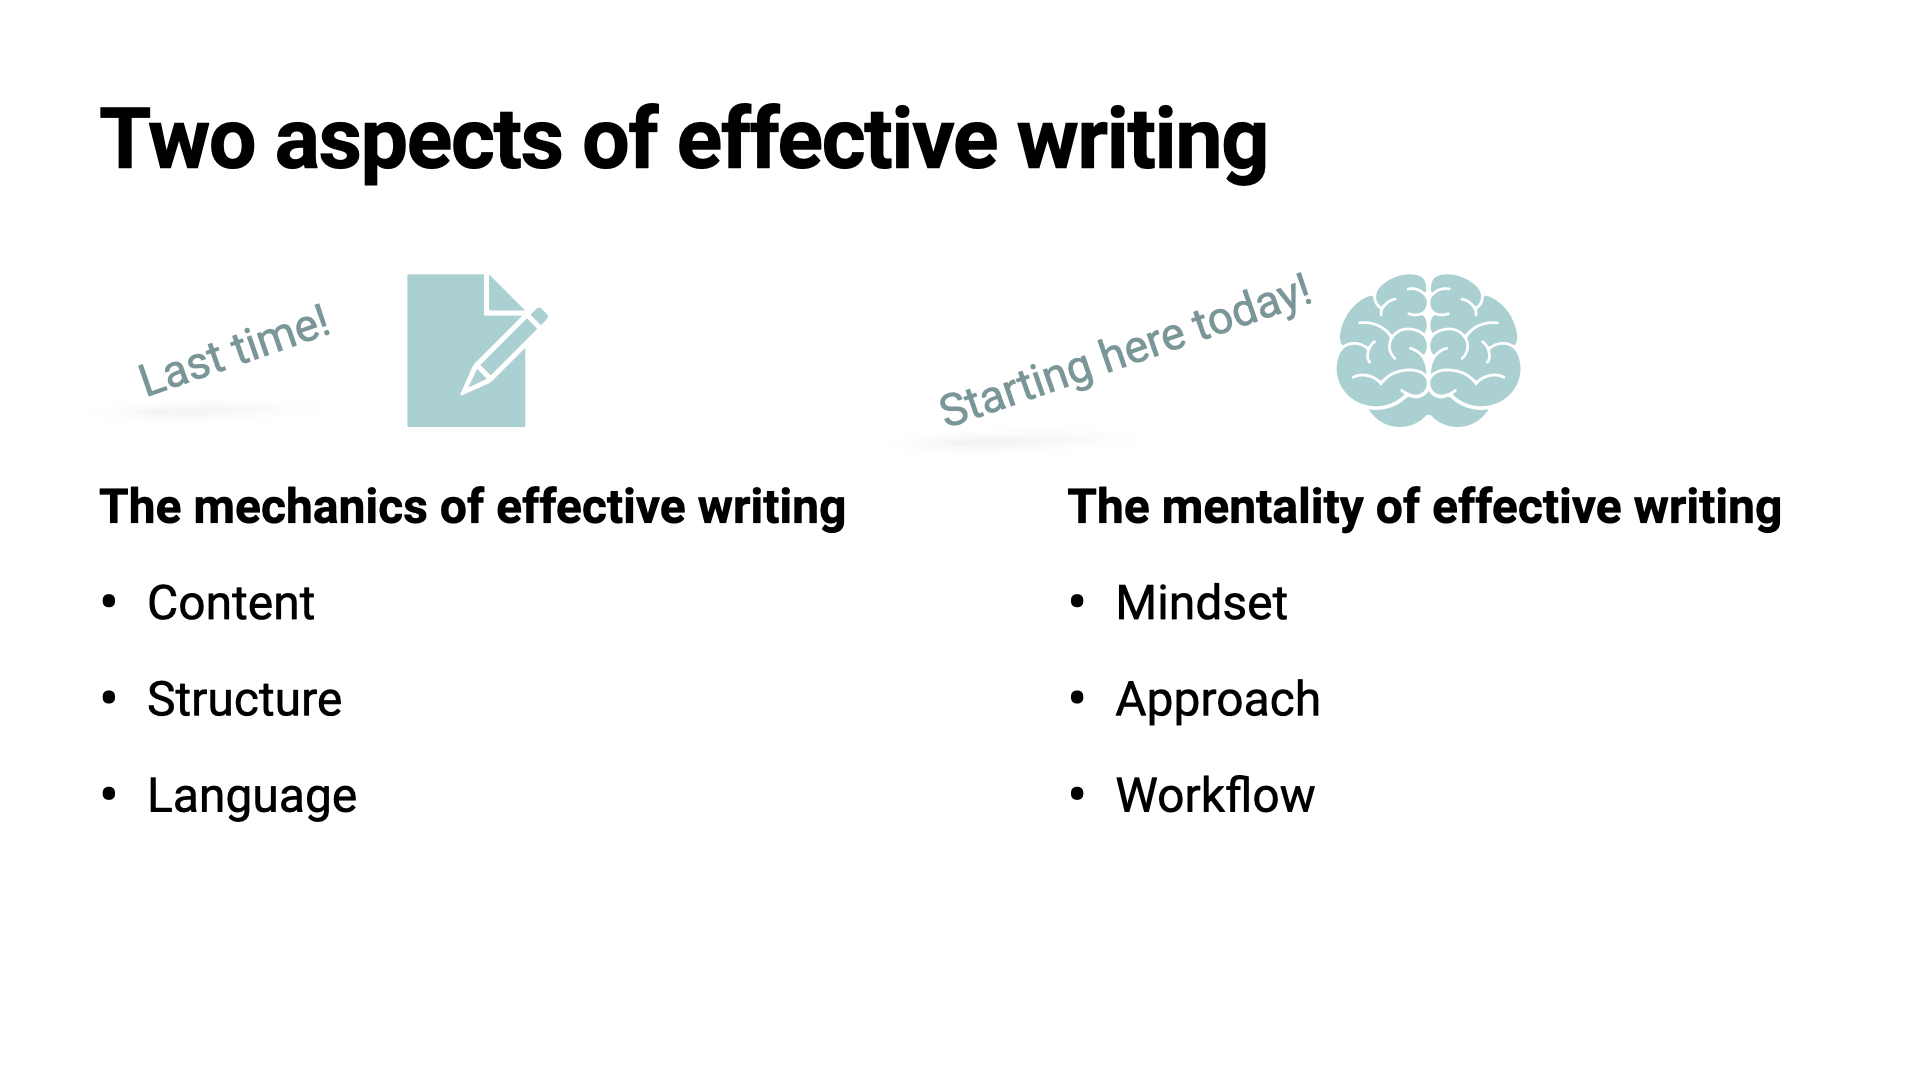 Two aspects of effective writing
Last time!
The mechanics of effective writing
• Content
• Structure
• Language
Starting here today!
The mentality of effective writing
• Mindset
• Approach
• Workflow